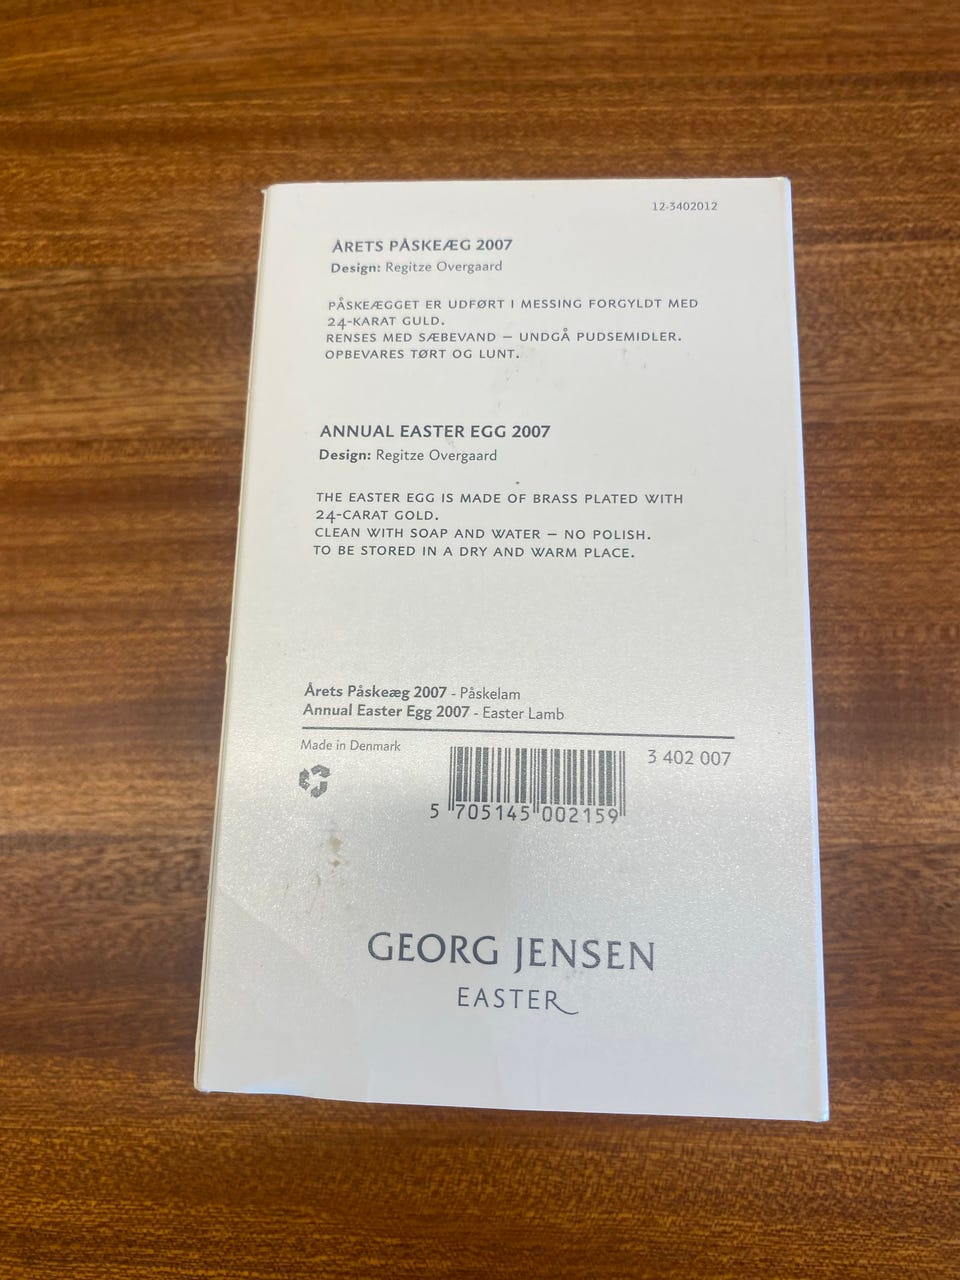 12-3402012
ÅRETS PÅSKEÆG 2007
Design: Regitze Overgaard
PÅSKEÆGGET ER UDFØRT I MESSING FORGYLDT MED
24-KARAT GULD.
RENSES MED SÆBEVAND – UNDGÅ PUDSEMIDLER.
OPBEVARES TØRT OG LUNT.
ANNUAL EASTER EGG 2007
Design: Regitze Overgaard
THE EASTER EGG IS MADE OF BRASS PLATED WITH
24-CARAT GOLD.
CLEAN WITH SOAP AND WATER – NO POLISH.
TO BE STORED IN A DRY AND WARM PLACE.
Årets Påskeæg 2007 - Påskelam
Annual Easter Egg 2007 - Easter Lamb
Made in Denmark
3 402 007
5 705145 002159
GEORG JENSEN
EASTER